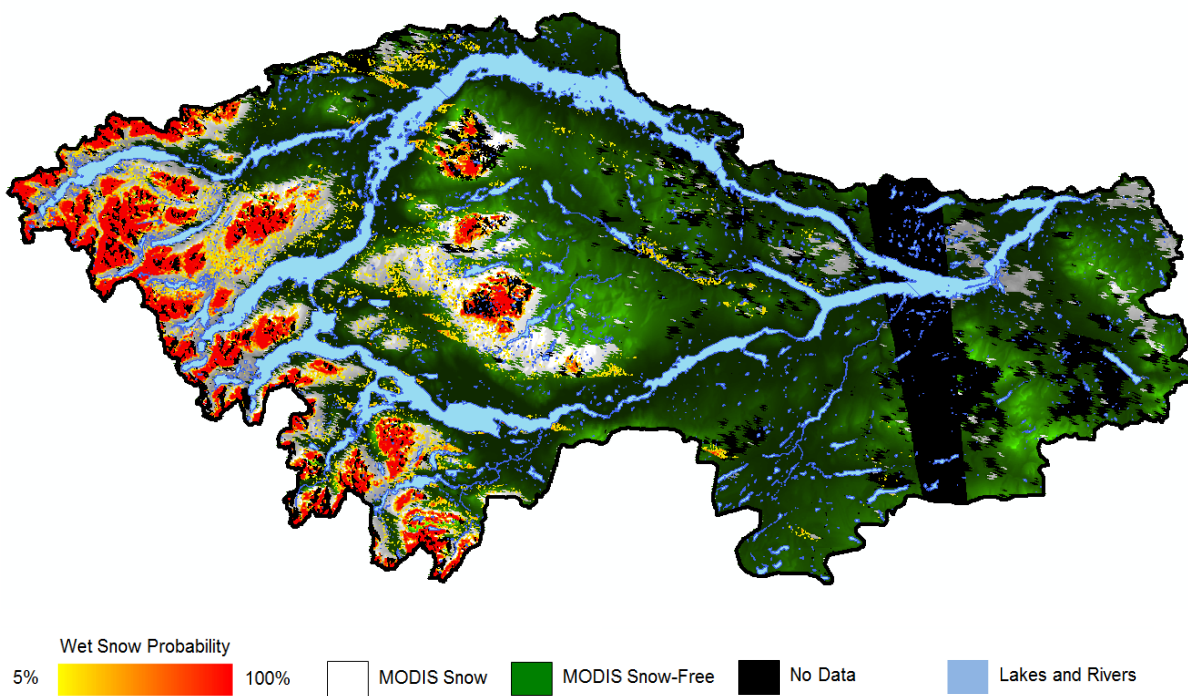 Wet Snow Probability
5% 100% MODIS Snow MODIS Snow-Free No Data Lakes and Rivers